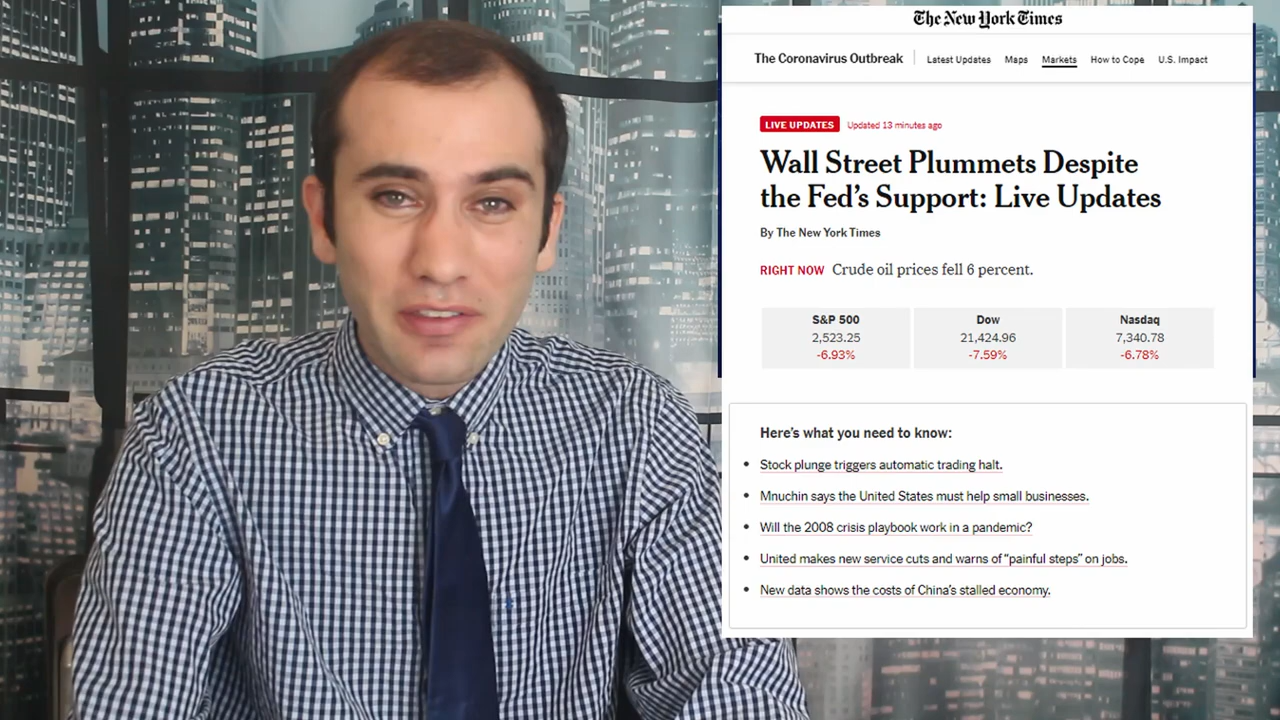 The New York Times
The Coronavirus Outbreak
Latest Updates Maps Markets How to Cope U.S. Impact
LIVE UPDATES Updated 13 minutes ago
Wall Street Plummets Despite
the Fed's Support: Live Updates
By The New York Times
RIGHT NOW Crude oil prices fell 6 percent.
S&P 500 Dow Nasdaq
2,523.25 21,424.96 7,340.78
-6.93% -7.59% -6.78%
Here's what you need to know:
• Stock plunge triggers automatic trading halt.
• Mnuchin says the United States must help small businesses.
• Will the 2008 crisis playbook work in a pandemic?
• United makes new service cuts and warns of “painful steps” on jobs.
• New data shows the costs of China's stalled economy.